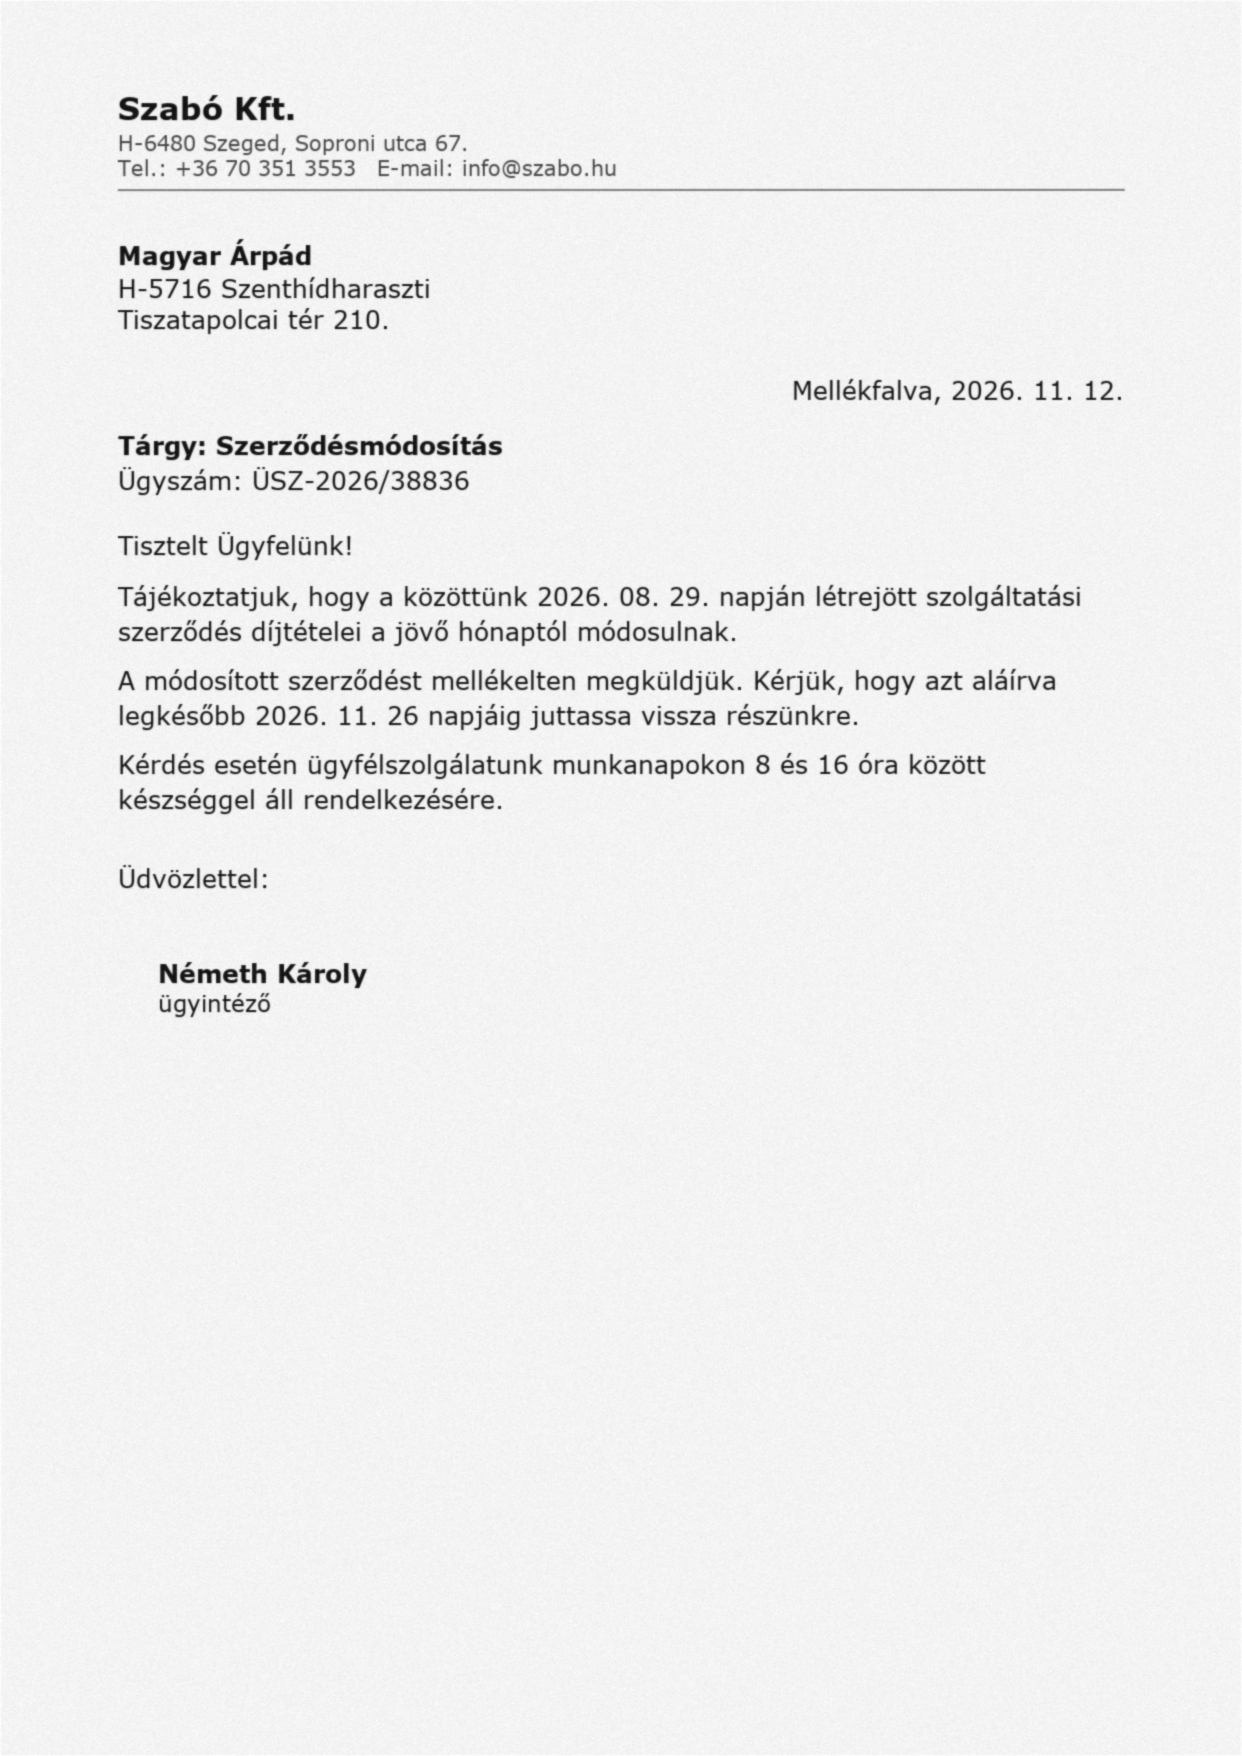 Szabó Kft.
H-6480 Szeged, Soproni utca 67.
Tel.: +36 70 351 3553 E-mail: info@szabo.hu
Magyar Árpád
H-5716 Szenthídharaszti
Tiszatapolcai tér 210.
Mellékfalva, 2026. 11. 12.
Tárgy: Szerződésmódosítás
Ügyszám: ÜSZ-2026/38836
Tisztelt Ügyfelünk!
Tájékoztatjuk, hogy a közöttünk 2026. 08. 29. napján létrejött szolgáltatási
szerződés díjtételei a jövő hónaptól módosulnak.
A módosított szerződést mellékelten megküldjük. Kérjük, hogy azt aláírva
legkésőbb 2026. 11. 26 napjáig juttassa vissza részünkre.
Kérdés esetén ügyfélszolgálatunk munkanapokon 8 és 16 óra között
készséggel áll rendelkezésére.
Üdvözlettel:
Németh Károly
ügyintéző